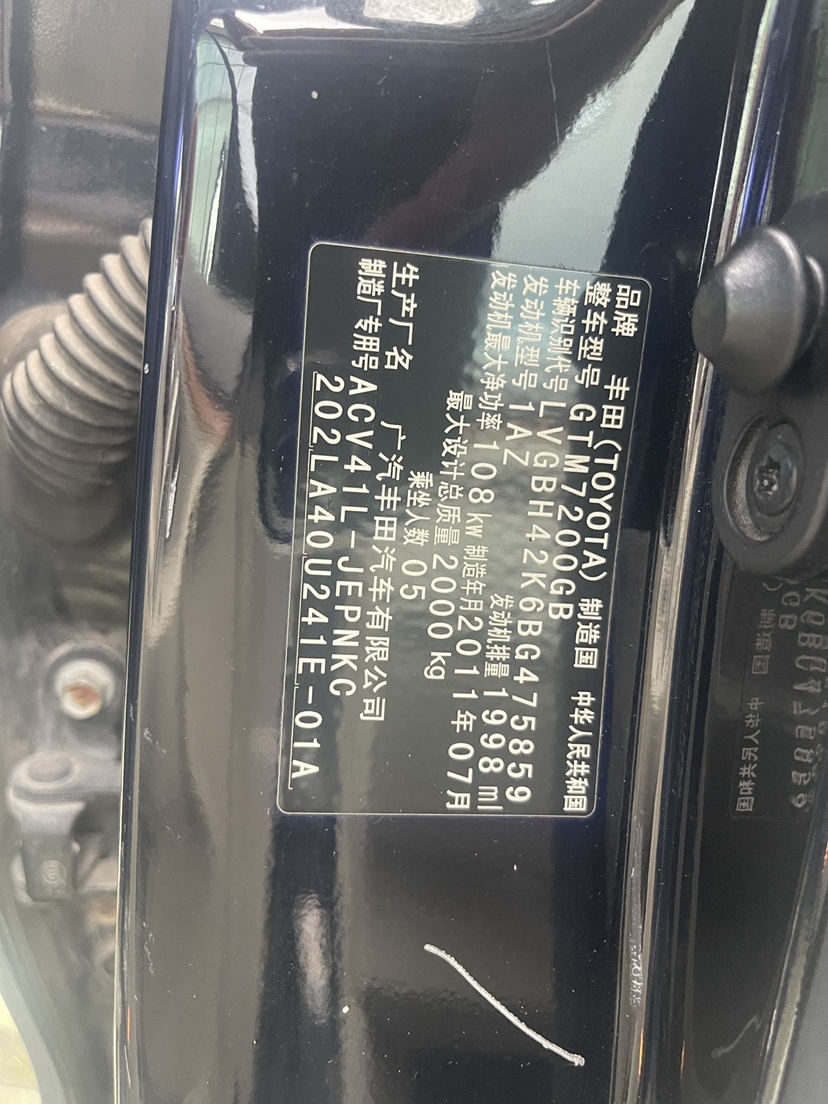 品牌 丰田(TOYOTA) 制造国 中华人民共和国
整车型号 GTM7200GB
车辆识别代号 LVGBH42K6BG475859
发动机型号 1AZ 发动机排量 1998 ml
发动机最大净功率 108 kW 制造年月 2011年07月
最大设计总质量 2000 kg
乘坐人数 05
生产厂名 广汽丰田汽车有限公司
制造厂专用号 ACV41L-JEPNKC
202LA40U241E-01A